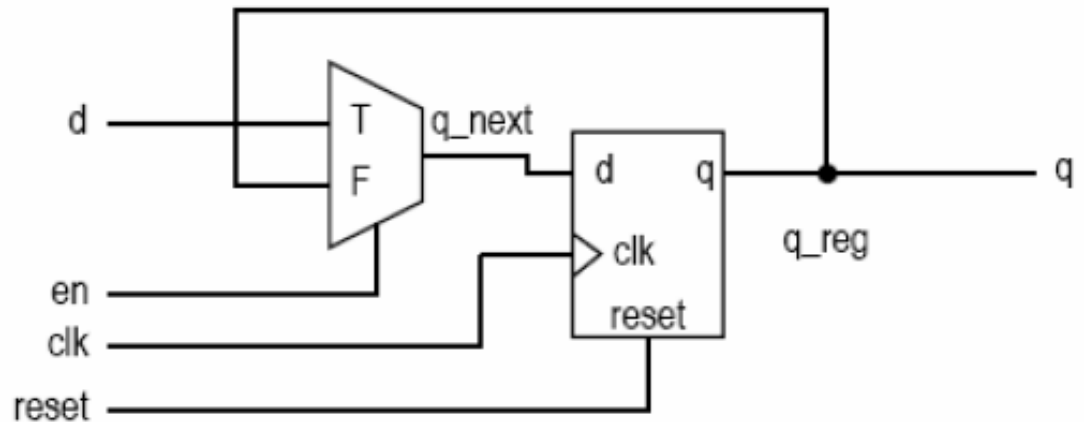 d
T
q_next
F
d
q
q
clk
q_reg
en
reset
clk
reset